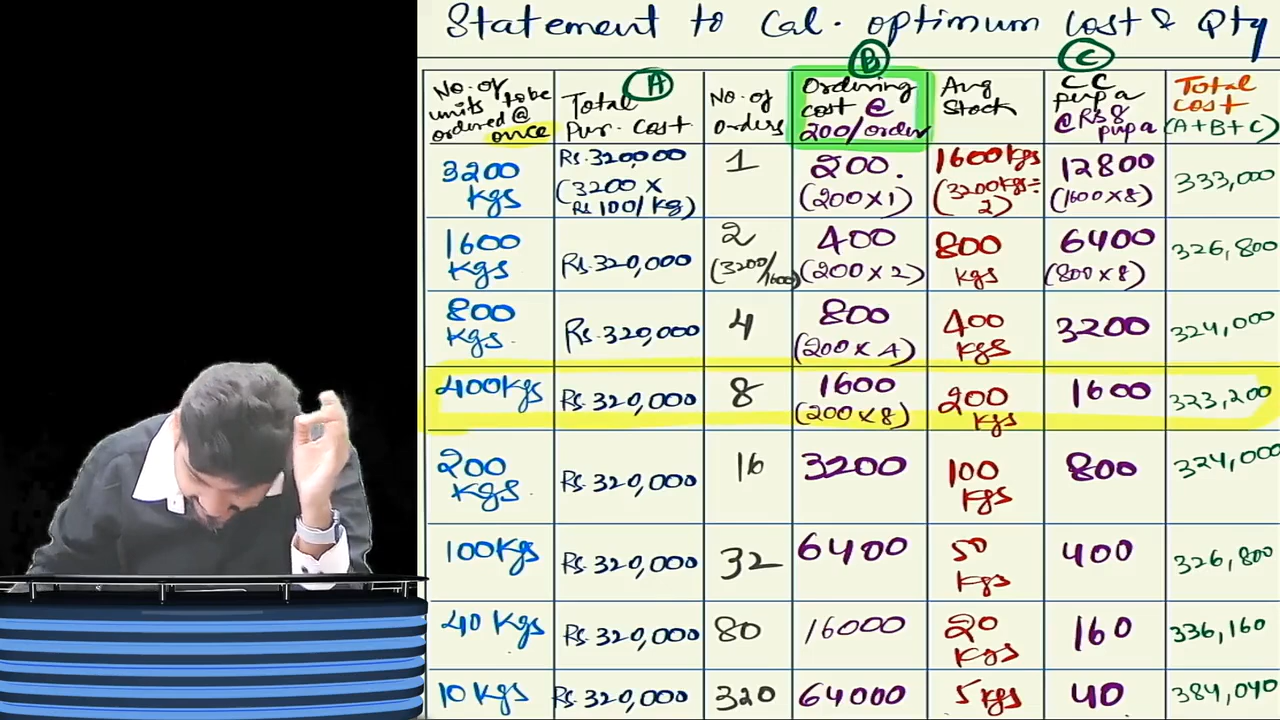 Statement to Cal. optimum Cost & Qty
A
B
C
No. of units to be ordered @ once
Total Pur. Cost
No. of orders
Ordering cost @ 200/order
Avg Stock
CC pupa @ RS 8 pupa
Total Cost (A+B+C)
3200 kgs
Rs. 320,000
(3200 x Rs 100/kg)
1
200.
(200x1)
1600 kgs
(3200kgs÷2)
12800
(1600x8)
333,000
1600 kgs
Rs. 320,000
2
(3200/1600)
400
(200x2)
800 kgs
6400
(800x8)
326,800
800 kgs.
Rs. 320,000
4
800
(200x4)
400 kgs
3200
324,000
400kgs
Rs. 320,000
8
1600
(200x8)
200 kgs
1600
323,200
200 kgs
Rs. 320,000
16
3200
100 kgs
800
324,000
100kgs
Rs. 320,000
32
6400
50 kgs
400
326,800
40 kgs
Rs. 320,000
80
16000
20 kgs
160
336,160
10 kgs
Rs. 320,000
320
64000
5 kgs
40
384,040